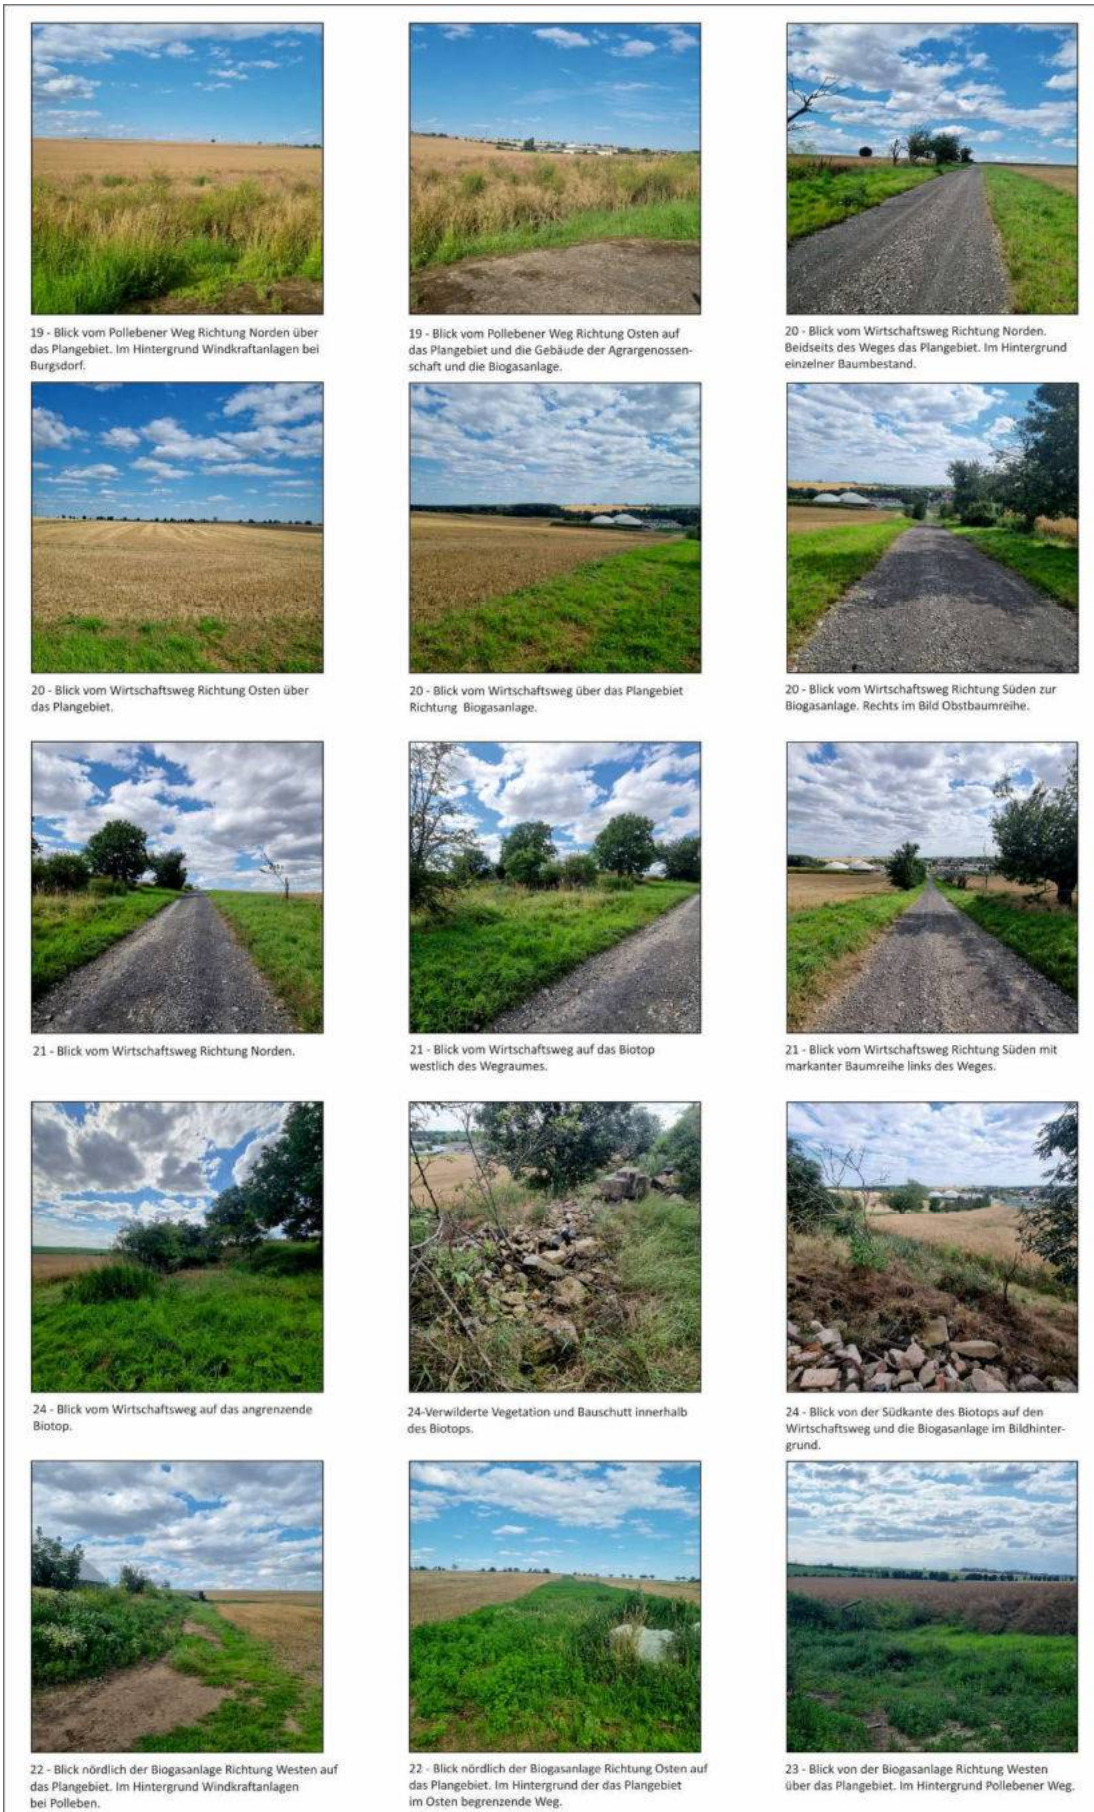 19 - Blick vom Pollebener Weg Richtung Norden über
das Plangebiet. Im Hintergrund Windkraftanlagen bei
Burgsdorf.
19 - Blick vom Pollebener Weg Richtung Osten auf
das Plangebiet und die Gebäude der Agrargenossen-
schaft und die Biogasanlage.
20 - Blick vom Wirtschaftsweg Richtung Norden.
Beidseits des Weges das Plangebiet. Im Hintergrund
einzelner Baumbestand.
20 - Blick vom Wirtschaftsweg Richtung Osten über
das Plangebiet.
20 - Blick vom Wirtschaftsweg über das Plangebiet
Richtung Biogasanlage.
20 - Blick vom Wirtschaftsweg Richtung Süden zur
Biogasanlage. Rechts im Bild Obstbaumreihe.
21 - Blick vom Wirtschaftsweg Richtung Norden.
21 - Blick vom Wirtschaftsweg auf das Biotop
westlich des Wegraumes.
21 - Blick vom Wirtschaftsweg Richtung Süden mit
markanter Baumreihe links des Weges.
24 - Blick vom Wirtschaftsweg auf das angrenzende
Biotop.
24-Verwilderte Vegetation und Bauschutt innerhalb
des Biotops.
24 - Blick von der Südkante des Biotops auf den
Wirtschaftsweg und die Biogasanlage im Bildhinter-
grund.
22 - Blick nördlich der Biogasanlage Richtung Westen auf
das Plangebiet. Im Hintergrund Windkraftanlagen
bei Polleben.
22 - Blick nördlich der Biogasanlage Richtung Osten auf
das Plangebiet. Im Hintergrund der das Plangebiet
im Osten begrenzende Weg.
23 - Blick von der Biogasanlage Richtung Westen
über das Plangebiet. Im Hintergrund Pollebener Weg.